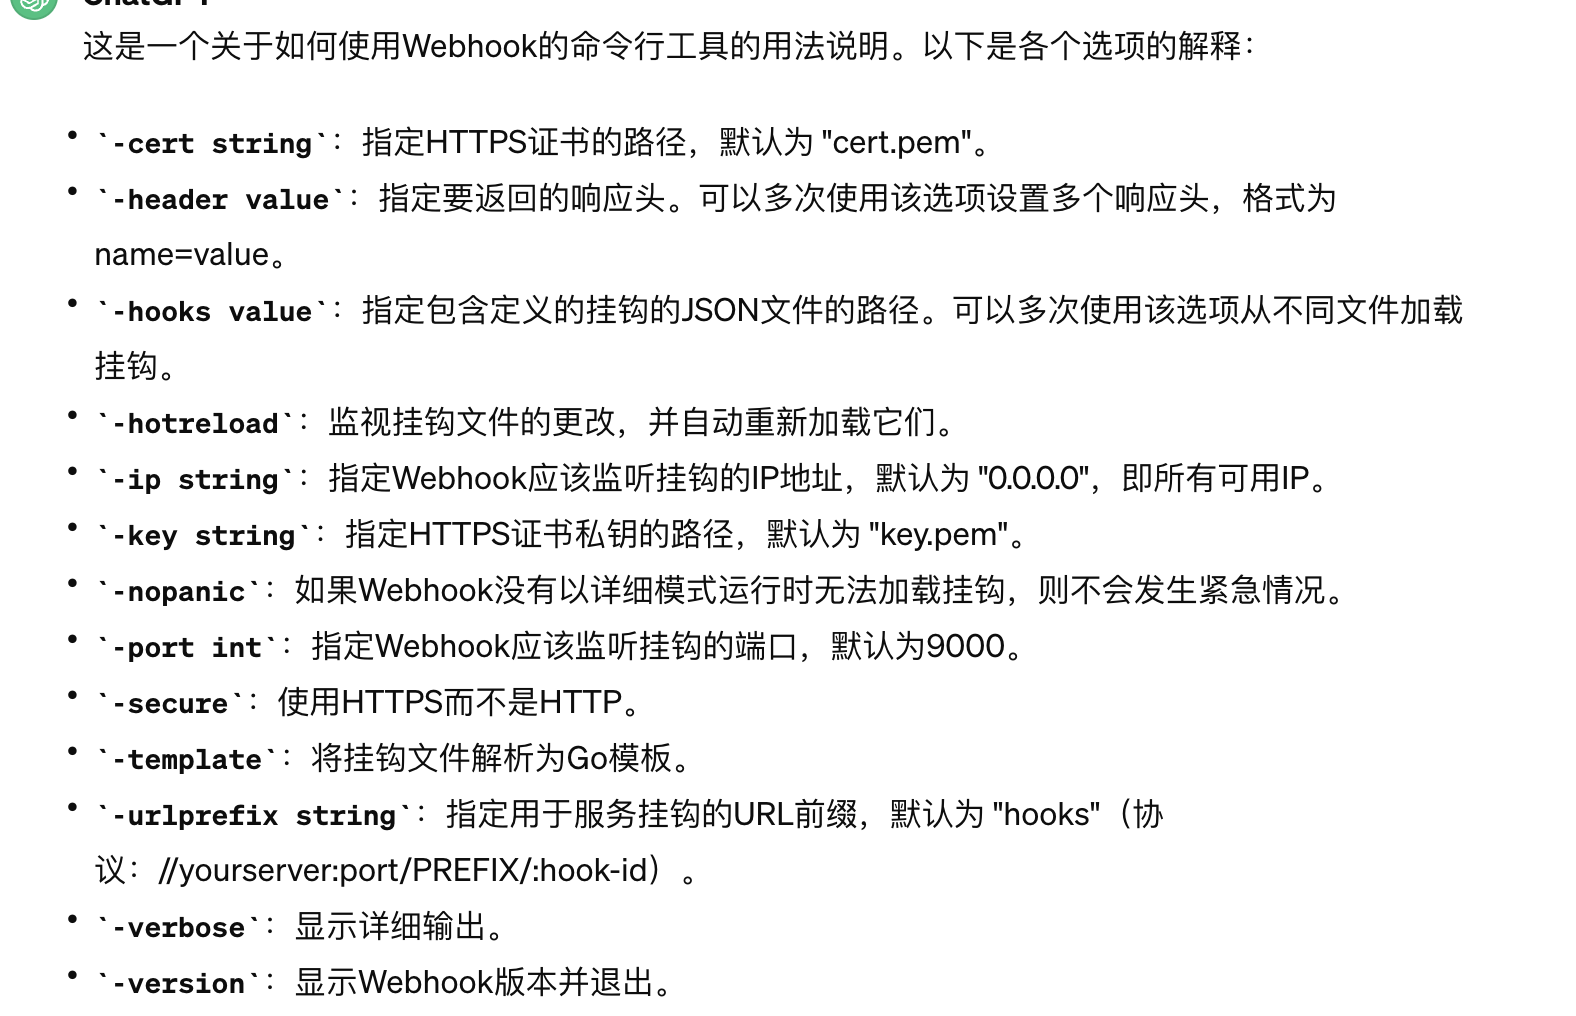 ChatGPT
这是一个关于如何使用Webhook的命令行工具的用法说明。以下是各个选项的解释：
• `-cert string`：指定HTTPS证书的路径，默认为 "cert.pem"。
• `-header value`：指定要返回的响应头。可以多次使用该选项设置多个响应头，格式为
name=value。
• `-hooks value`：指定包含定义的挂钩的JSON文件的路径。可以多次使用该选项从不同文件加载
挂钩。
• `-hotreload`：监视挂钩文件的更改，并自动重新加载它们。
• `-ip string`：指定Webhook应该监听挂钩的IP地址，默认为 "0.0.0.0"，即所有可用IP。
• `-key string`：指定HTTPS证书私钥的路径，默认为 "key.pem"。
• `-nopanic`：如果Webhook没有以详细模式运行时无法加载挂钩，则不会发生紧急情况。
• `-port int`：指定Webhook应该监听挂钩的端口，默认为9000。
• `-secure`：使用HTTPS而不是HTTP。
• `-template`：将挂钩文件解析为Go模板。
• `-urlprefix string`：指定用于服务挂钩的URL前缀，默认为 "hooks"（协
议：//yourserver:port/PREFIX/:hook-id）。
• `-verbose`：显示详细输出。
• `-version`：显示Webhook版本并退出。